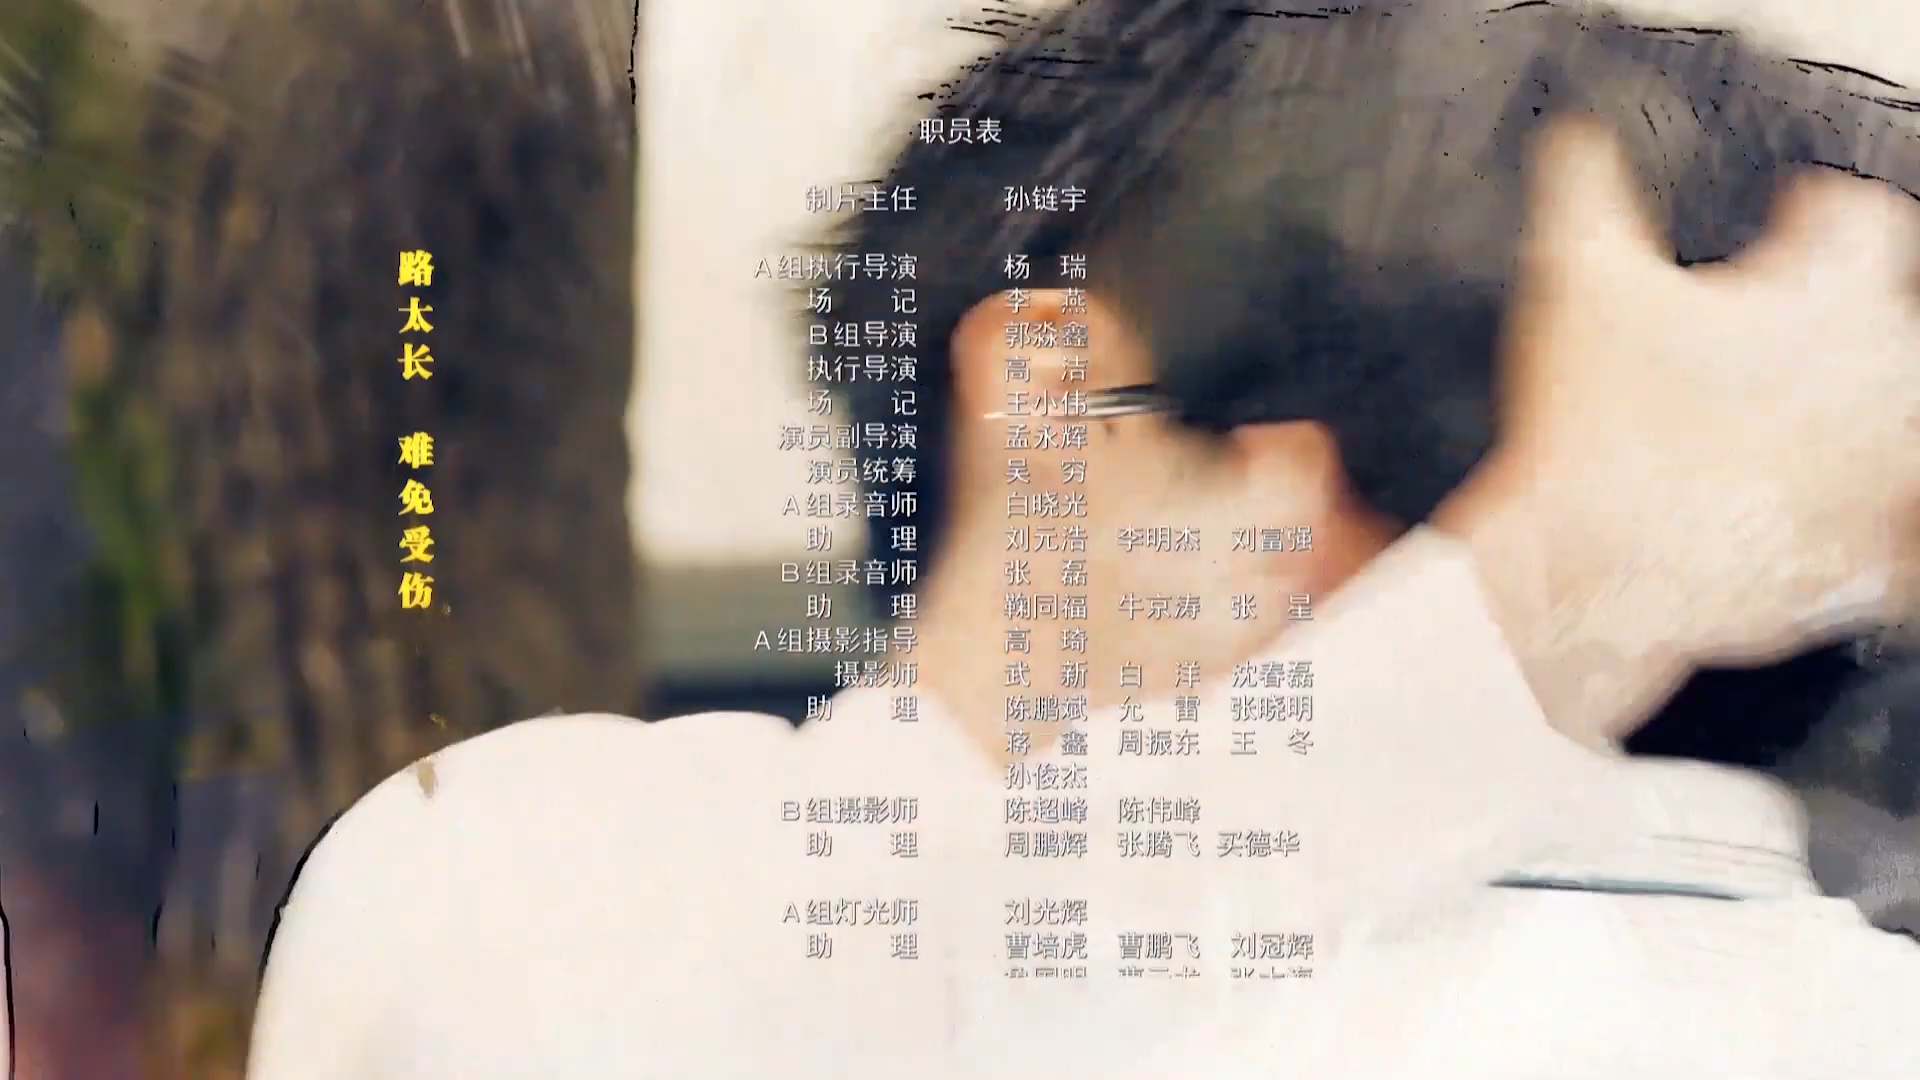 路太长 难免受伤
职员表
制片主任 孙链宇
A组执行导演 杨 瑞
场 记 李 燕
B组导演 郭淼鑫
执行导演 高 洁
场 记 王小伟
演员副导演 孟永辉
演员统筹 吴 穷
A组录音师 白晓光
助 理 刘元浩 李明杰 刘富强
B组录音师 张 磊
助 理 鞠同福 牛京涛 张 星
A组摄影指导 高 琦
摄影师 武 新 白 洋 沈春磊
助 理 陈鹏斌 允 雷 张晓明
蒋 鑫 周振东 王 冬
孙俊杰
B组摄影师 陈超峰 陈伟峰
助 理 周鹏辉 张腾飞 买德华
A组灯光师 刘光辉
助 理 曹培虎 曹鹏飞 刘冠辉